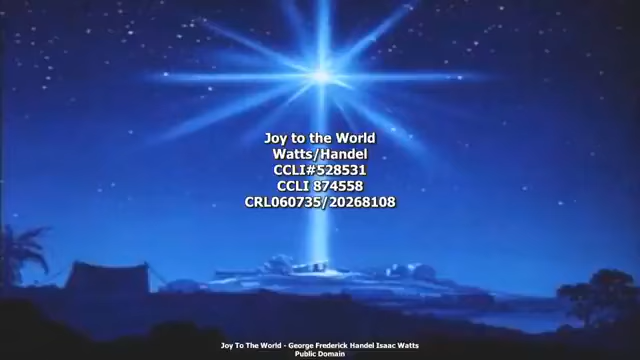 Joy to the World
Watts/Handel
CCLI#528531
CCLI 874558
CRL060735/20268108
Joy To The World - George Frederick Handel Isaac Watts
Public Domain